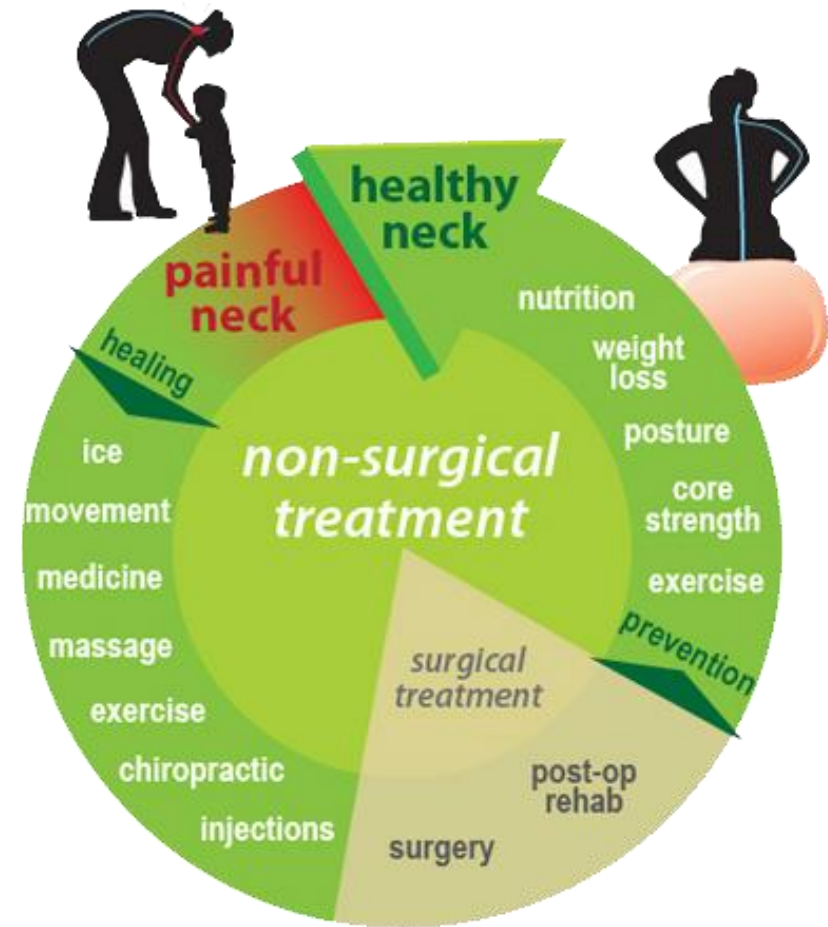 healthy
neck
painful
neck
healing
ice
movement
medicine
massage
exercise
chiropractic
injections
non-surgical
treatment
surgical
treatment
surgery
post-op
rehab
prevention
exercise
core
strength
posture
weight
loss
nutrition